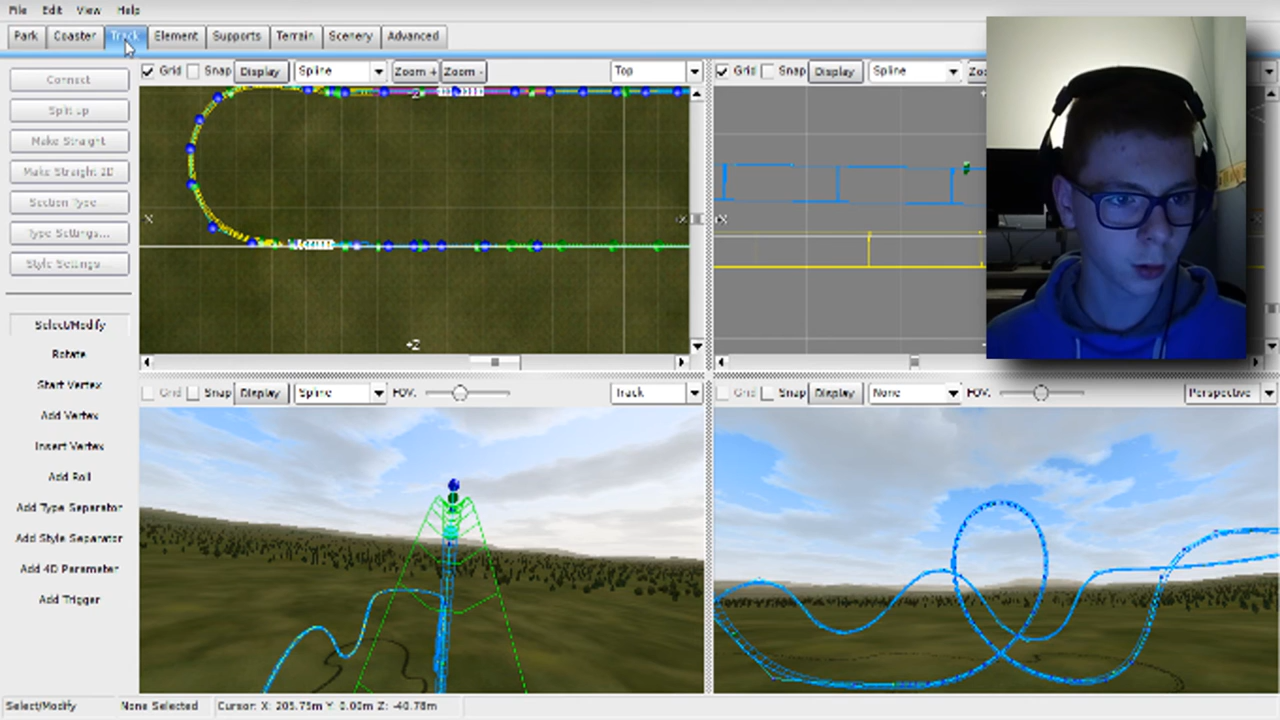 File Edit View Help
Park Coaster Track Element Supports Terrain Scenery Advanced
Connect
Split up
Make Straight
Make Straight 2D
Section Type...
Type Settings...
Style Settings...
Select/Modify
Rotate
Start Vertex
Add Vertex
Insert Vertex
Add Roll
Add Type Separator
Add Style Separator
Add 4D Parameter
Add Trigger
Grid Snap Display Spline Zoom + Zoom - Top
-Z
-X
+Z
Grid Snap Display Spline
Grid Snap Display Spline FOV: Track
Grid Snap Display None FOV: Perspective
Select/Modify None Selected Cursor: X: 205.75m Y: 0.00m Z: -40.78m